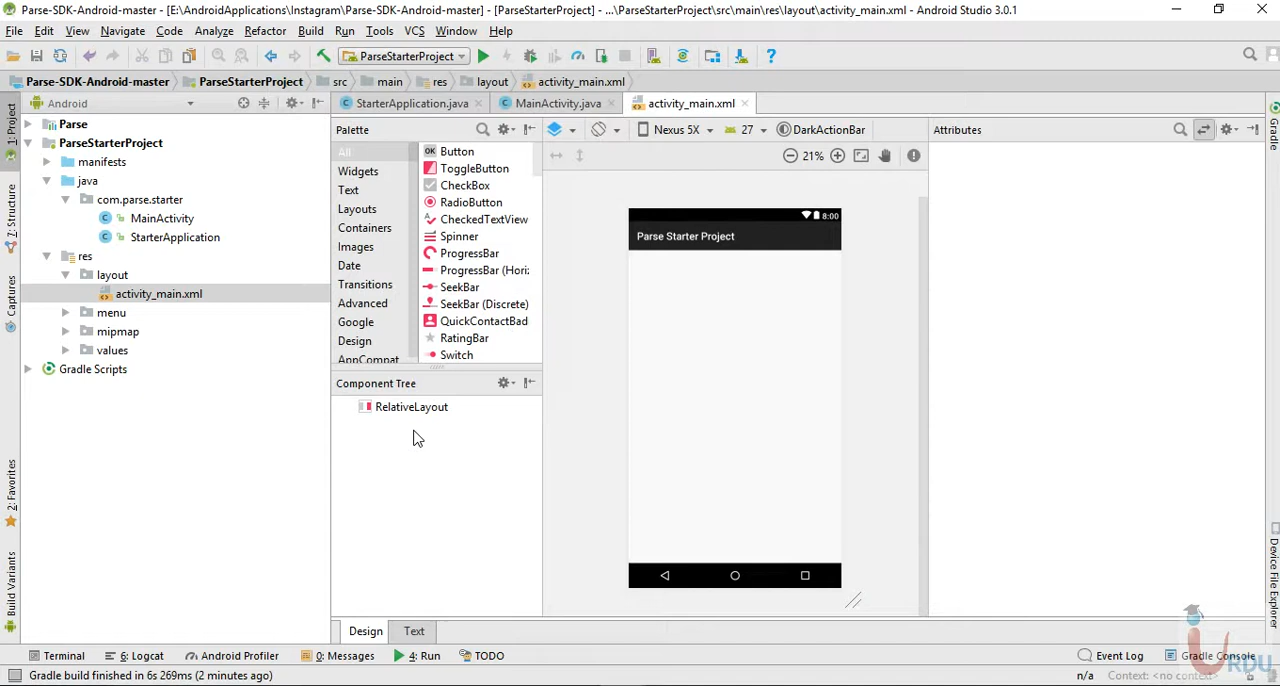 Parse-SDK-Android-master - [E:\AndroidApplications\Instagram\Parse-SDK-Android-master] - [ParseStarterProject] - ...\ParseStarterProject\src\main\res\layout\activity_main.xml - Android Studio 3.0.1
File Edit View Navigate Code Analyze Refactor Build Run Tools VCS Window Help
ParseStarterProject
Parse-SDK-Android-master ParseStarterProject src main res layout activity_main.xml
Android
StarterApplication.java MainActivity.java activity_main.xml
1: Project
Z: Structure
Captures
2: Favorites
Build Variants
Parse
ParseStarterProject
manifests
java
com.parse.starter
MainActivity
StarterApplication
res
layout
activity_main.xml
menu
mipmap
values
Gradle Scripts
Palette
All
Widgets
Text
Layouts
Containers
Images
Date
Transitions
Advanced
Google
Design
AppCompat
OK Button
ToggleButton
CheckBox
RadioButton
CheckedTextView
Spinner
ProgressBar
ProgressBar (Hori:
SeekBar
SeekBar (Discrete)
QuickContactBad
RatingBar
Switch
Component Tree
RelativeLayout
Nexus 5X 27 DarkActionBar
21%
8:00
Parse Starter Project
Attributes
Gradle
Device File Explorer
Design Text
Terminal 6: Logcat Android Profiler 0: Messages 4: Run TODO Event Log Gradle Console
Gradle build finished in 6s 269ms (2 minutes ago) n/a Context: <no context>
URDU